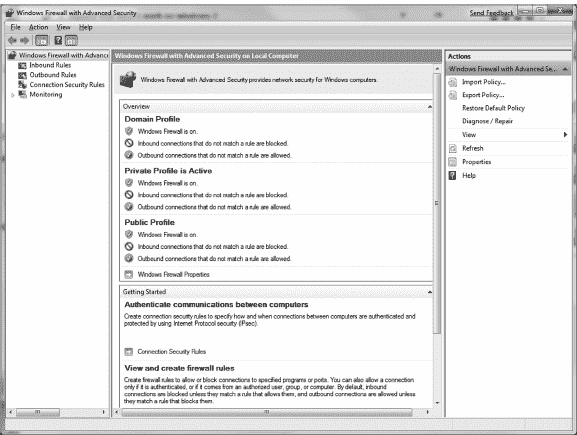 Windows Firewall with Advanced Security
Send Feedback
File Action View Help
Windows Firewall with Advanc
Inbound Rules
Outbound Rules
Connection Security Rules
Monitoring
Windows Firewall with Advanced Security on Local Computer
Windows Firewall with Advanced Security provides network security for Windows computers.
Overview
Domain Profile
Windows Firewall is on.
Inbound connections that do not match a rule are blocked.
Outbound connections that do not match a rule are allowed.
Private Profile is Active
Windows Firewall is on.
Inbound connections that do not match a rule are blocked.
Outbound connections that do not match a rule are allowed.
Public Profile
Windows Firewall is on.
Inbound connections that do not match a rule are blocked.
Outbound connections that do not match a rule are allowed.
Windows Firewall Properties
Getting Started
Authenticate communications between computers
Create connection security rules to specify how and when connections between computers are authenticated and
protected by using Internet Protocol security (IPsec).
Connection Security Rules
View and create firewall rules
Create firewall rules to allow or block connections to specified programs or ports. You can also allow a connection
only if it is authenticated, or if it comes from an authorized user, group, or computer. By default, inbound
connections are blocked unless they match a rule that allows them, and outbound connections are allowed unless
they match a rule that blocks them.
Actions
Windows Firewall with Advanced Se...
Import Policy...
Export Policy...
Restore Default Policy
Diagnose / Repair
View
Refresh
Properties
Help